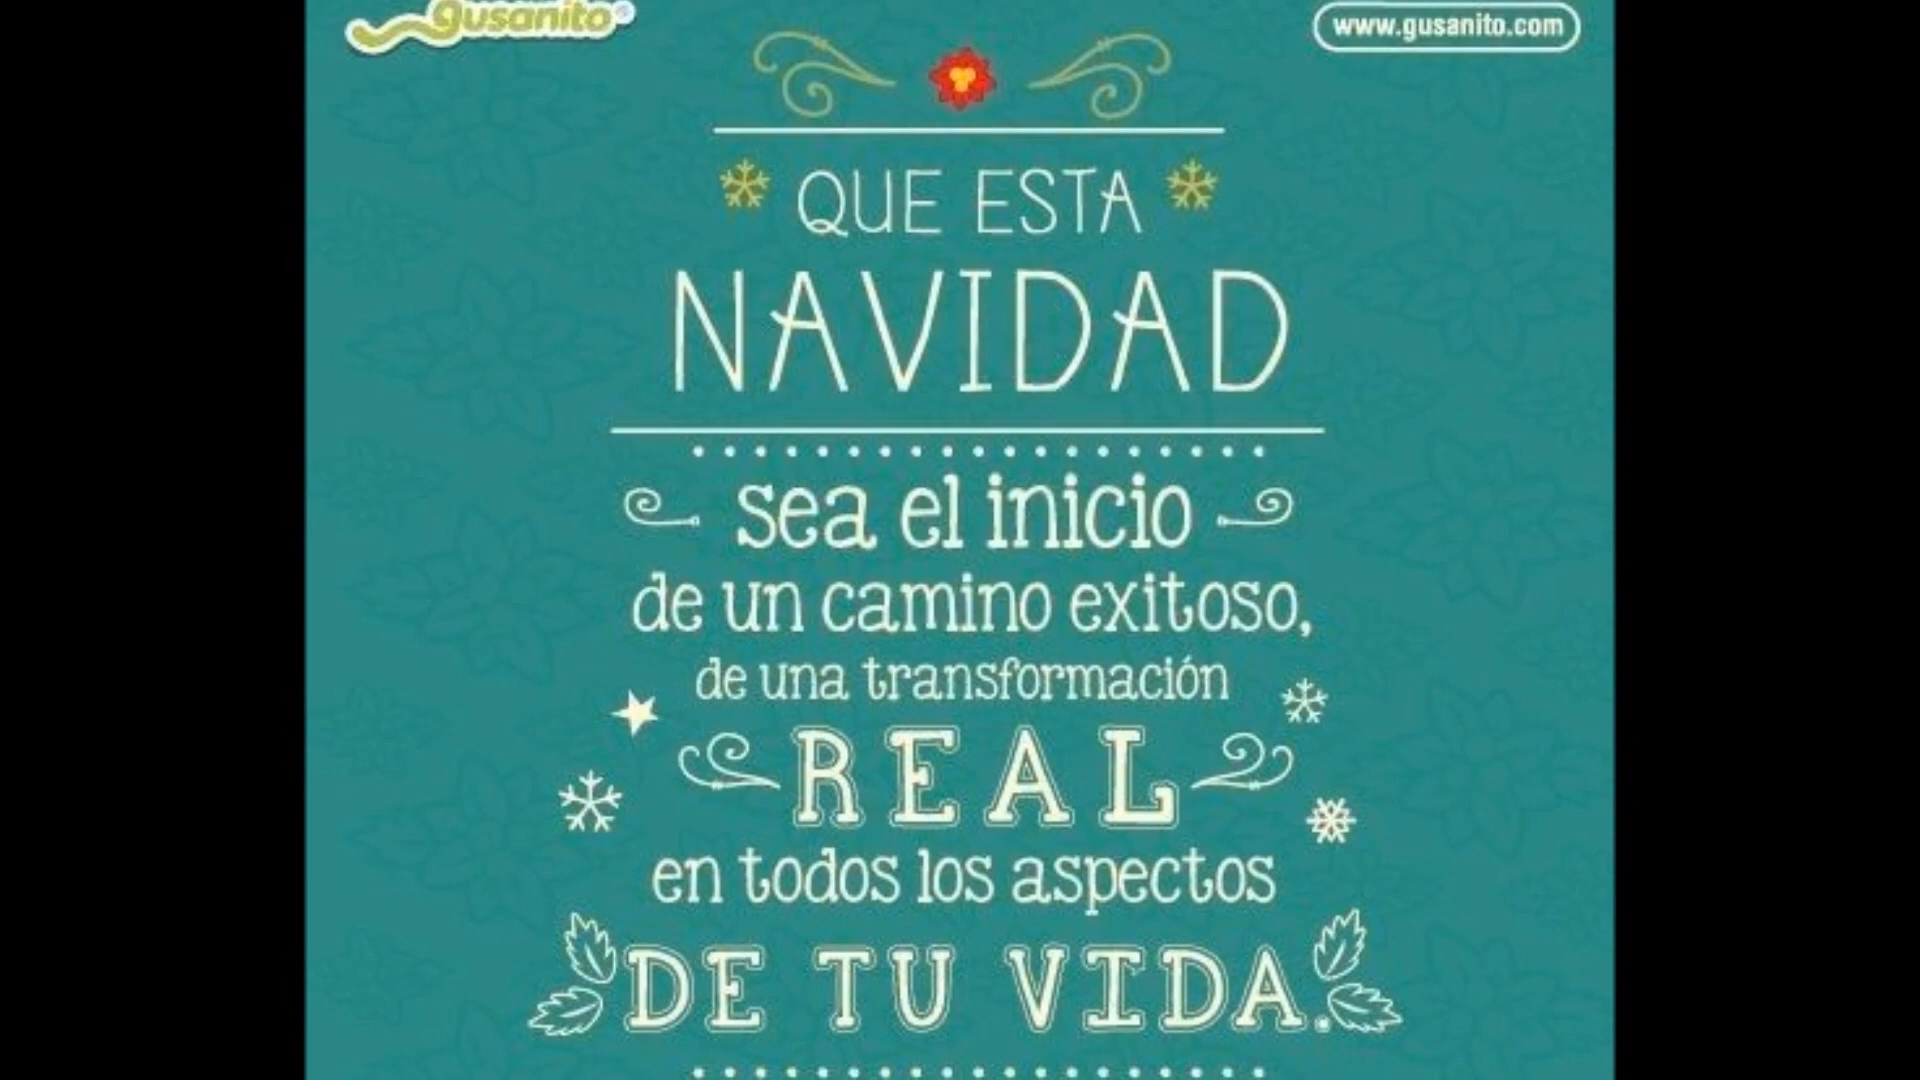 gusanito
www.gusanito.com
QUE ESTA
NAVIDAD
sea el inicio
de un camino exitoso,
de una transformación
REAL
en todos los aspectos
DE TU VIDA.